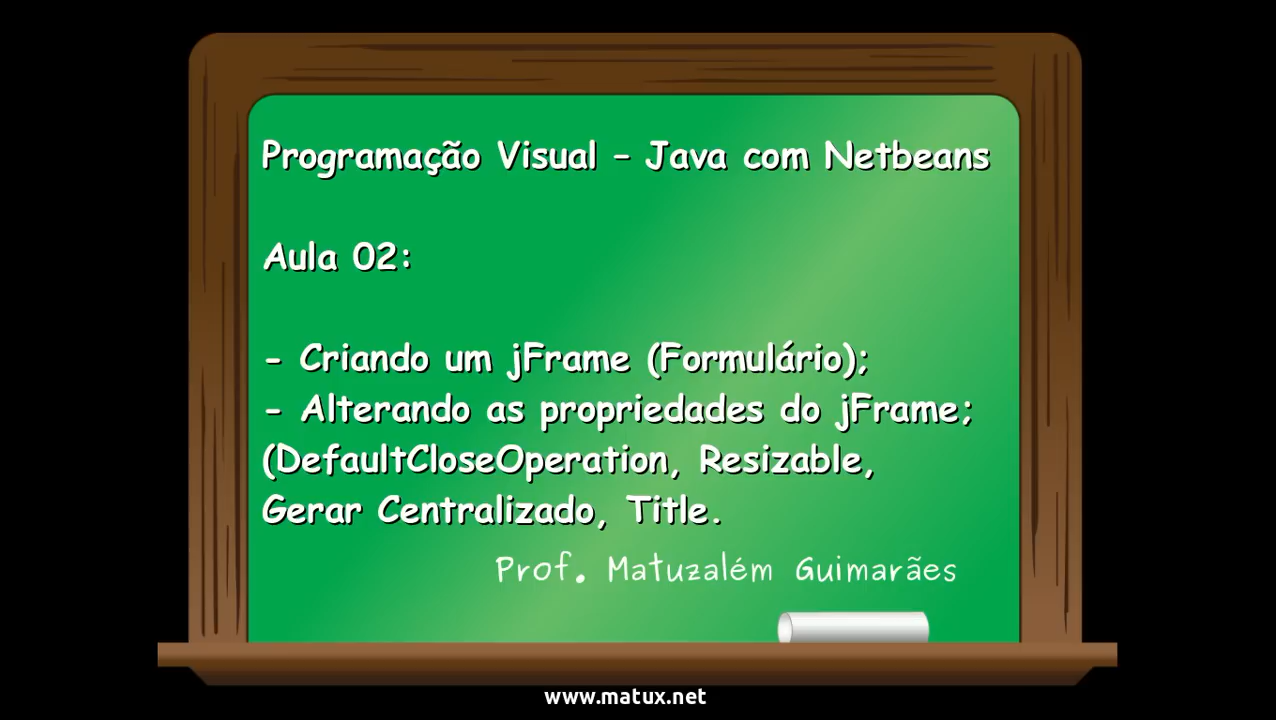 Programação Visual – Java com Netbeans
Aula 02:
- Criando um jFrame (Formulário);
- Alterando as propriedades do jFrame;
(DefaultCloseOperation, Resizable,
Gerar Centralizado, Title.
Prof. Matuzalém Guimarães
www.matux.net